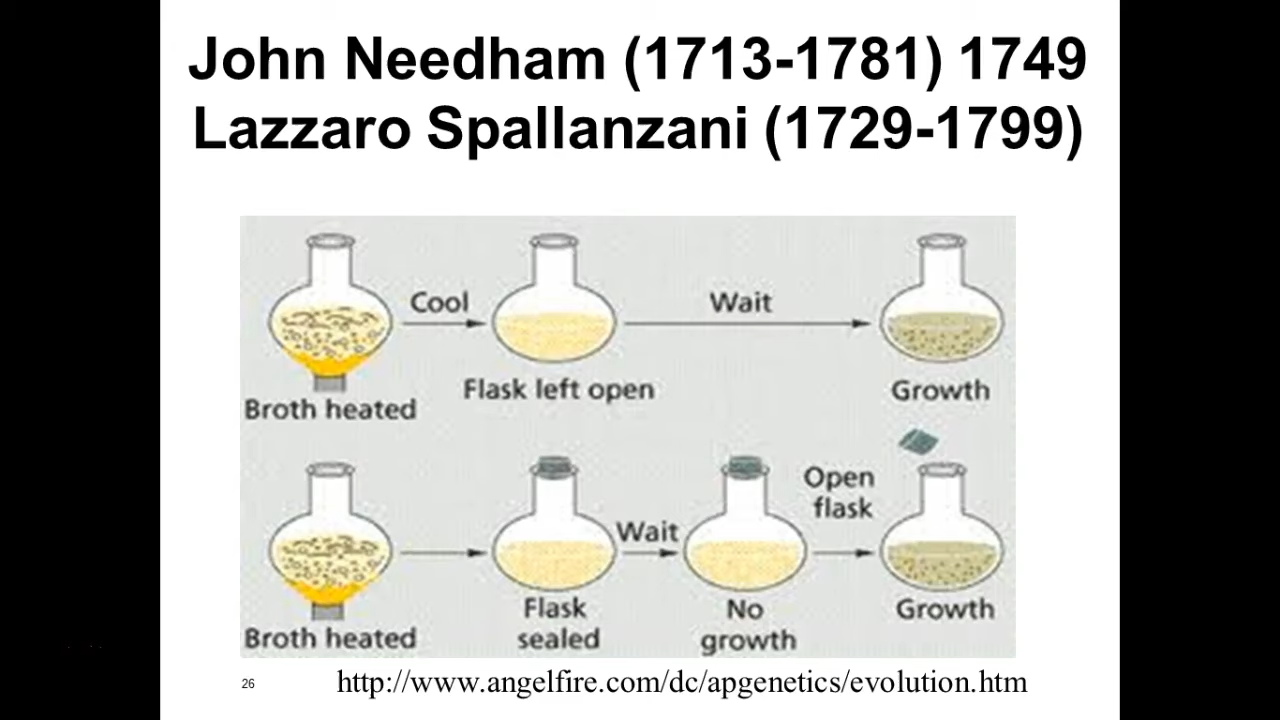 John Needham (1713-1781) 1749
Lazzaro Spallanzani (1729-1799)
Cool
Wait
Broth heated
Flask left open
Growth
Open
flask
Wait
Broth heated
Flask
sealed
No
growth
Growth
26
http://www.angelfire.com/dc/apgenetics/evolution.htm